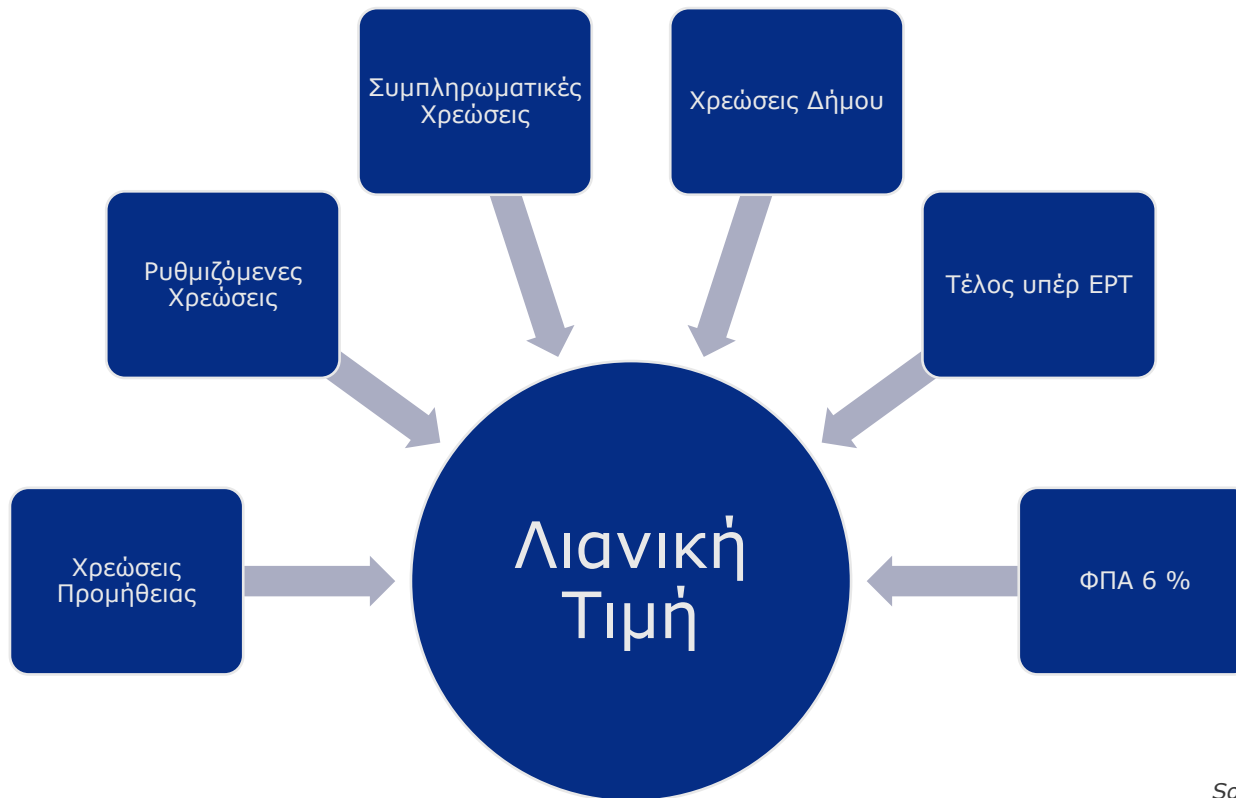 Συμπληρωματικές
Χρεώσεις
Χρεώσεις Δήμου
Ρυθμιζόμενες
Χρεώσεις
Τέλος υπέρ ΕΡΤ
Χρεώσεις
Προμήθειας
Λιανική
Τιμή
ΦΠΑ 6 %